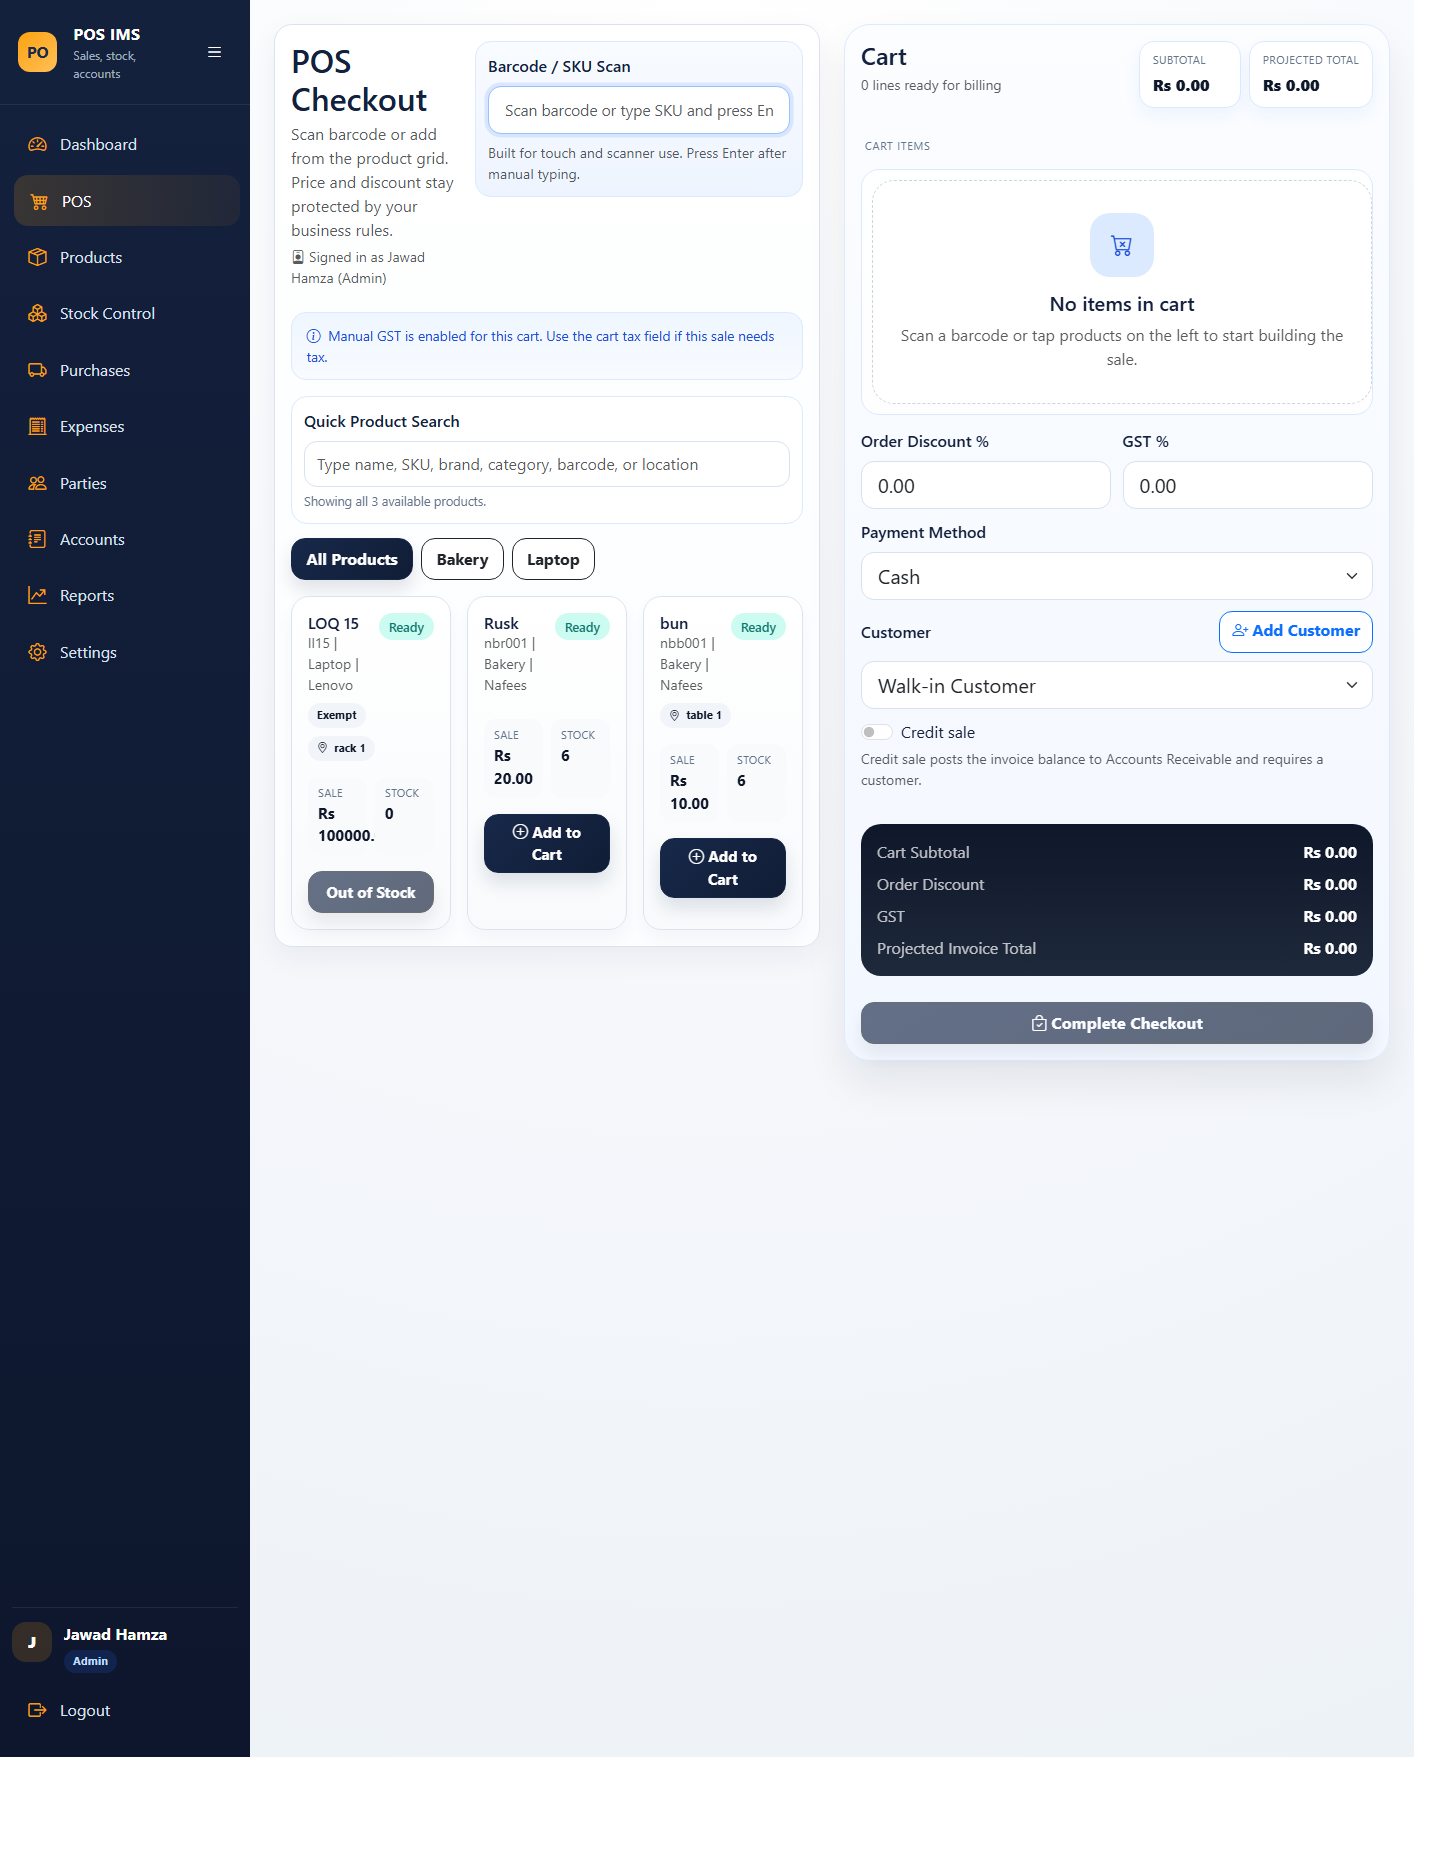 PO
POS IMS
Sales, stock,
accounts
Dashboard
POS
Products
Stock Control
Purchases
Expenses
Parties
Accounts
Reports
Settings
J
Jawad Hamza
Admin
Logout
POS
Checkout
Scan barcode or add
from the product grid.
Price and discount stay
protected by your
business rules.
Signed in as Jawad
Hamza (Admin)
Barcode / SKU Scan
Scan barcode or type SKU and press En
Built for touch and scanner use. Press Enter after
manual typing.
Manual GST is enabled for this cart. Use the cart tax field if this sale needs
tax.
Quick Product Search
Type name, SKU, brand, category, barcode, or location
Showing all 3 available products.
All Products
Bakery
Laptop
LOQ 15
Ready
ll15 |
Laptop |
Lenovo
Exempt
rack 1
SALE
Rs
100000.
STOCK
0
Out of Stock
Rusk
Ready
nbr001 |
Bakery |
Nafees
SALE
Rs
20.00
STOCK
6
Add to
Cart
bun
Ready
nbb001 |
Bakery |
Nafees
table 1
SALE
Rs
10.00
STOCK
6
Add to
Cart
Cart
0 lines ready for billing
SUBTOTAL
Rs 0.00
PROJECTED TOTAL
Rs 0.00
CART ITEMS
No items in cart
Scan a barcode or tap products on the left to start building the
sale.
Order Discount %
0.00
GST %
0.00
Payment Method
Cash
Customer
Add Customer
Walk-in Customer
Credit sale
Credit sale posts the invoice balance to Accounts Receivable and requires a
customer.
Cart Subtotal Rs 0.00
Order Discount Rs 0.00
GST Rs 0.00
Projected Invoice Total Rs 0.00
Complete Checkout